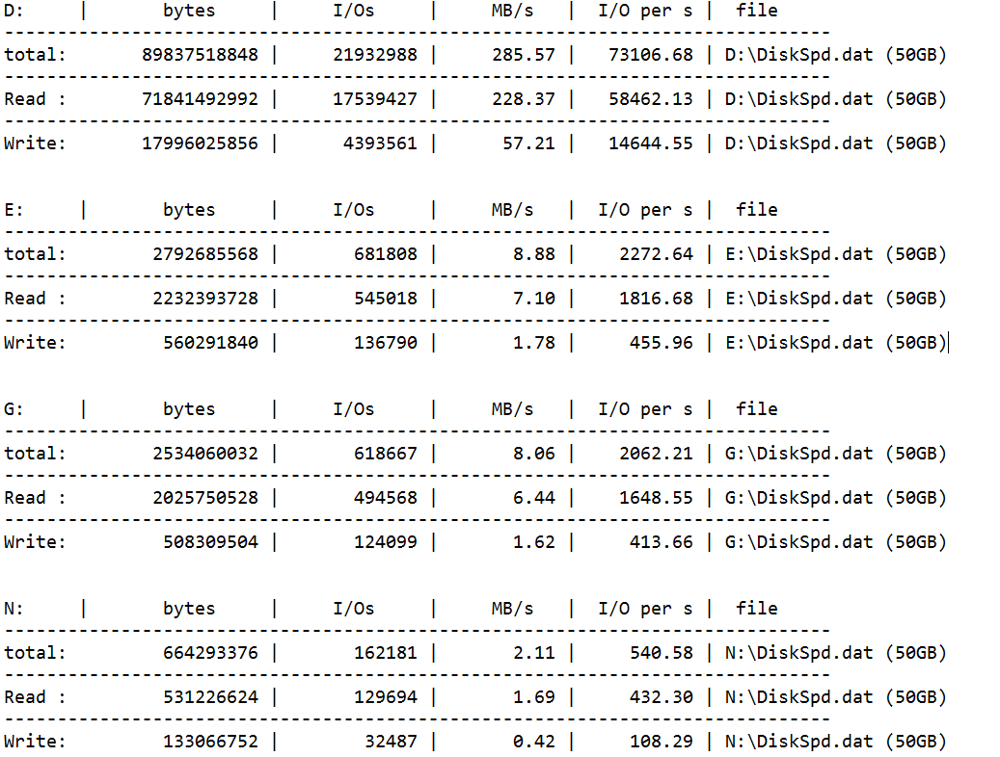 D:     |       bytes     |     I/Os     |     MB/s   |  I/O per s |  file
-------------------------------------------------------------------------------
total:       89837518848 |     21932988 |     285.57 |   73106.68 | D:\DiskSpd.dat (50GB)
-------------------------------------------------------------------------------
Read :       71841492992 |     17539427 |     228.37 |   58462.13 | D:\DiskSpd.dat (50GB)
-------------------------------------------------------------------------------
Write:       17996025856 |      4393561 |      57.21 |   14644.55 | D:\DiskSpd.dat (50GB)

E:     |       bytes     |     I/Os     |     MB/s   |  I/O per s |  file
-------------------------------------------------------------------------------
total:        2792685568 |       681808 |       8.88 |    2272.64 | E:\DiskSpd.dat (50GB)
-------------------------------------------------------------------------------
Read :        2232393728 |       545018 |       7.10 |    1816.68 | E:\DiskSpd.dat (50GB)
-------------------------------------------------------------------------------
Write:         560291840 |       136790 |       1.78 |     455.96 | E:\DiskSpd.dat (50GB)

G:     |       bytes     |     I/Os     |     MB/s   |  I/O per s |  file
-------------------------------------------------------------------------------
total:        2534060032 |       618667 |       8.06 |    2062.21 | G:\DiskSpd.dat (50GB)
-------------------------------------------------------------------------------
Read :        2025750528 |       494568 |       6.44 |    1648.55 | G:\DiskSpd.dat (50GB)
-------------------------------------------------------------------------------
Write:         508309504 |       124099 |       1.62 |     413.66 | G:\DiskSpd.dat (50GB)

N:     |       bytes     |     I/Os     |     MB/s   |  I/O per s |  file
-------------------------------------------------------------------------------
total:         664293376 |       162181 |       2.11 |     540.58 | N:\DiskSpd.dat (50GB)
-------------------------------------------------------------------------------
Read :         531226624 |       129694 |       1.69 |     432.30 | N:\DiskSpd.dat (50GB)
-------------------------------------------------------------------------------
Write:         133066752 |        32487 |       0.42 |     108.29 | N:\DiskSpd.dat (50GB)